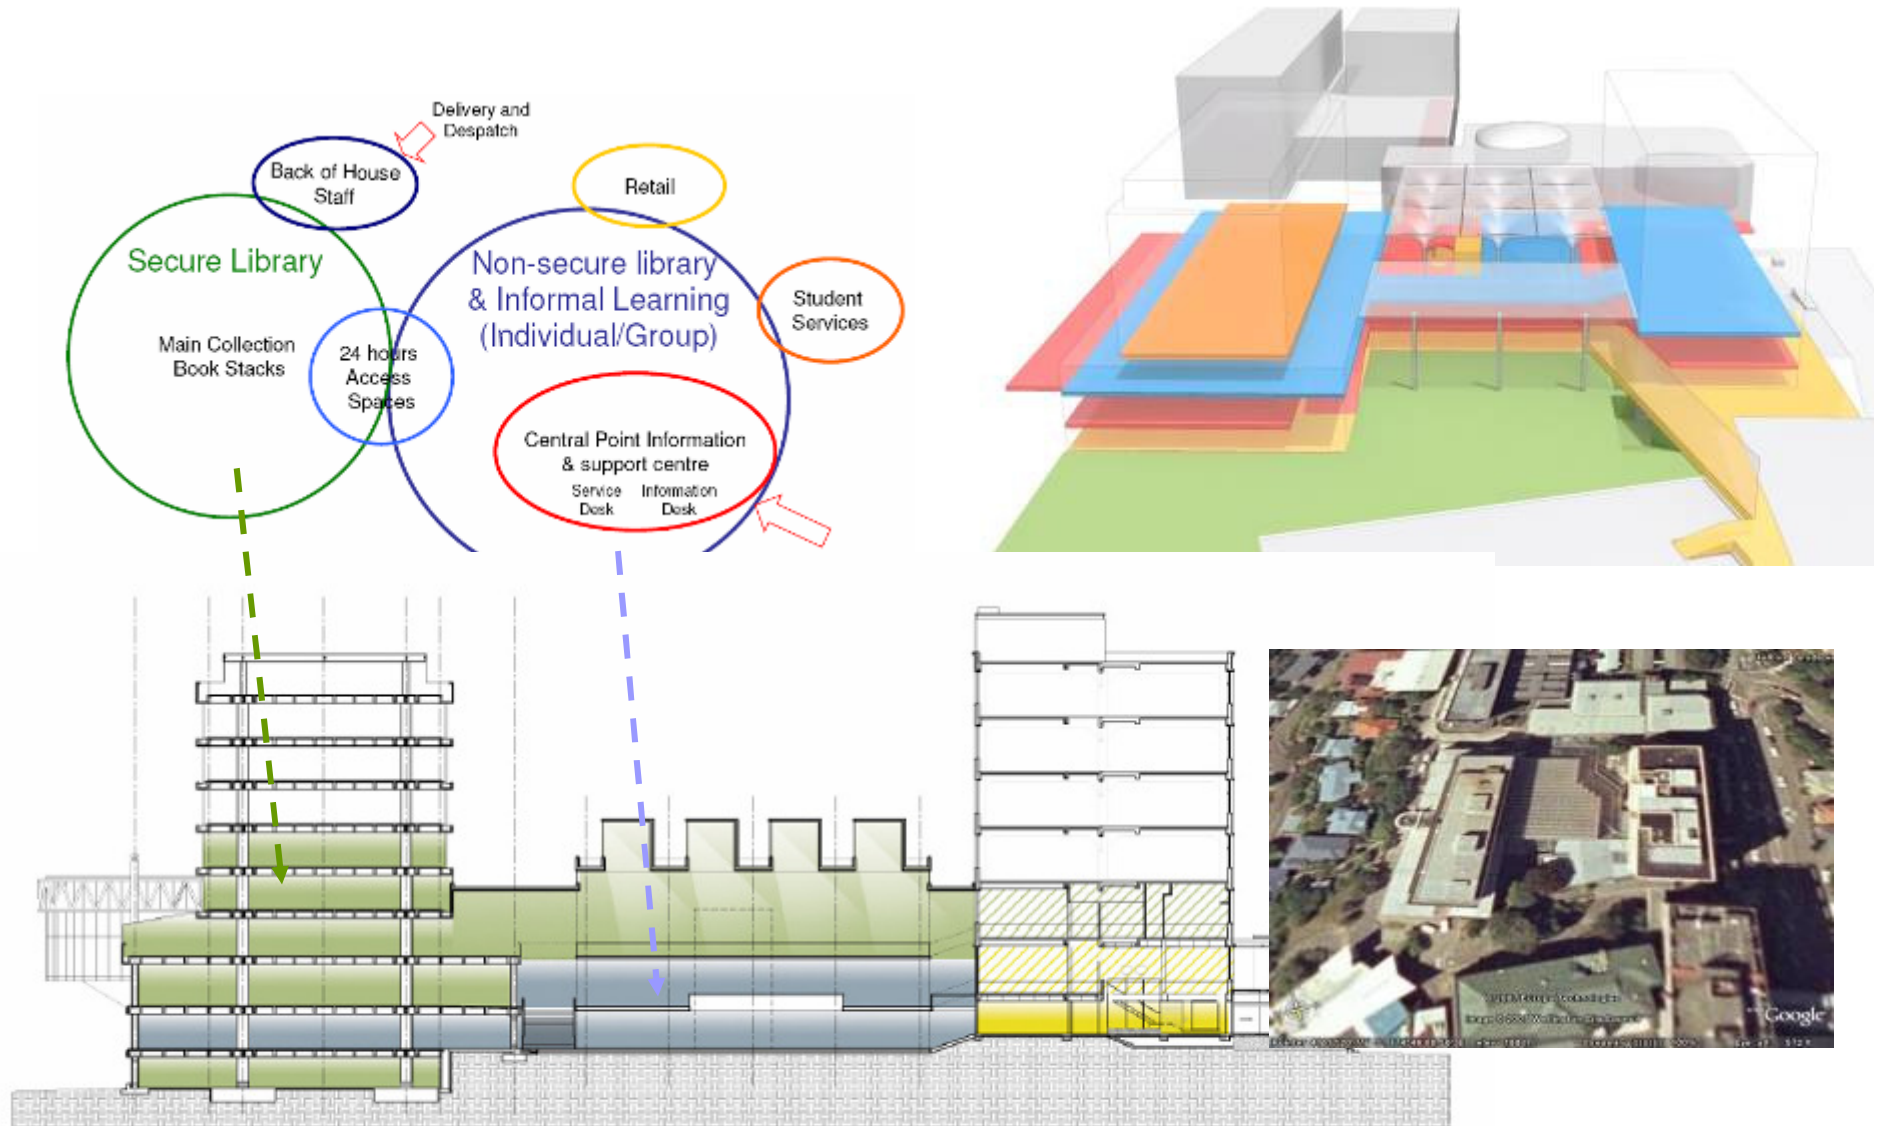 Delivery and
Despatch
Back of House
Staff
Retail
Secure Library
Non-secure library
& Informal Learning
(Individual/Group)
Student
Services
Main Collection
Book Stacks
24 hours
Access
Spaces
Central Point Information
& support centre
Service
Desk
Information
Desk
Google